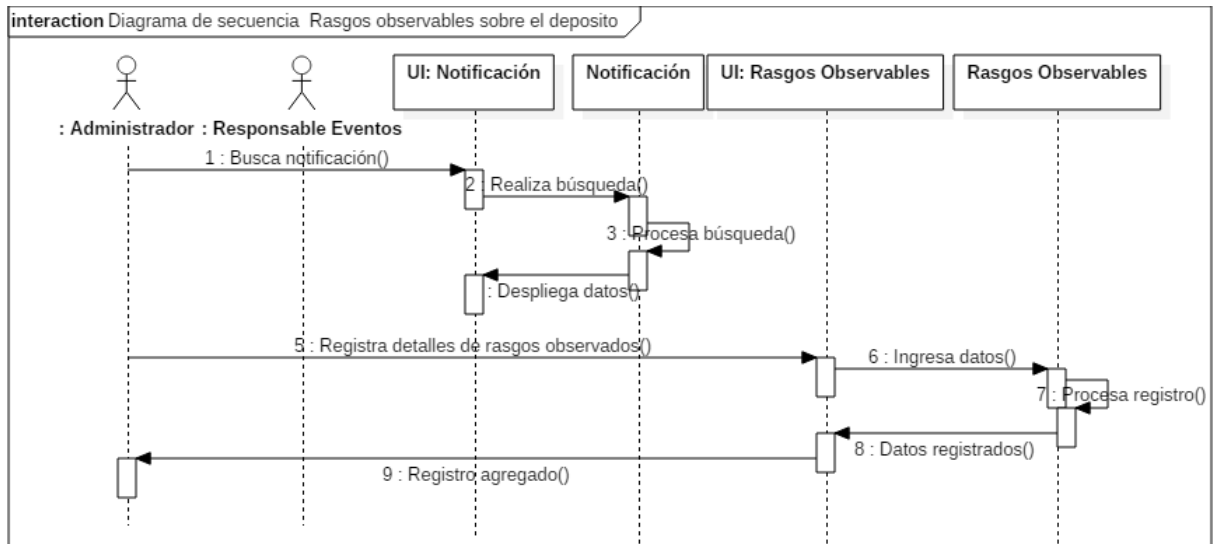 interaction Diagrama de secuencia Rasgos observables sobre el deposito
UI: Notificación
Notificación
UI: Rasgos Observables
Rasgos Observables
: Administrador
: Responsable Eventos
1 : Busca notificación()
2 : Realiza búsqueda()
3 : Procesa búsqueda()
: Despliega datos()
5 : Registra detalles de rasgos observados()
6 : Ingresa datos()
7 : Procesa registro()
8 : Datos registrados()
9 : Registro agregado()